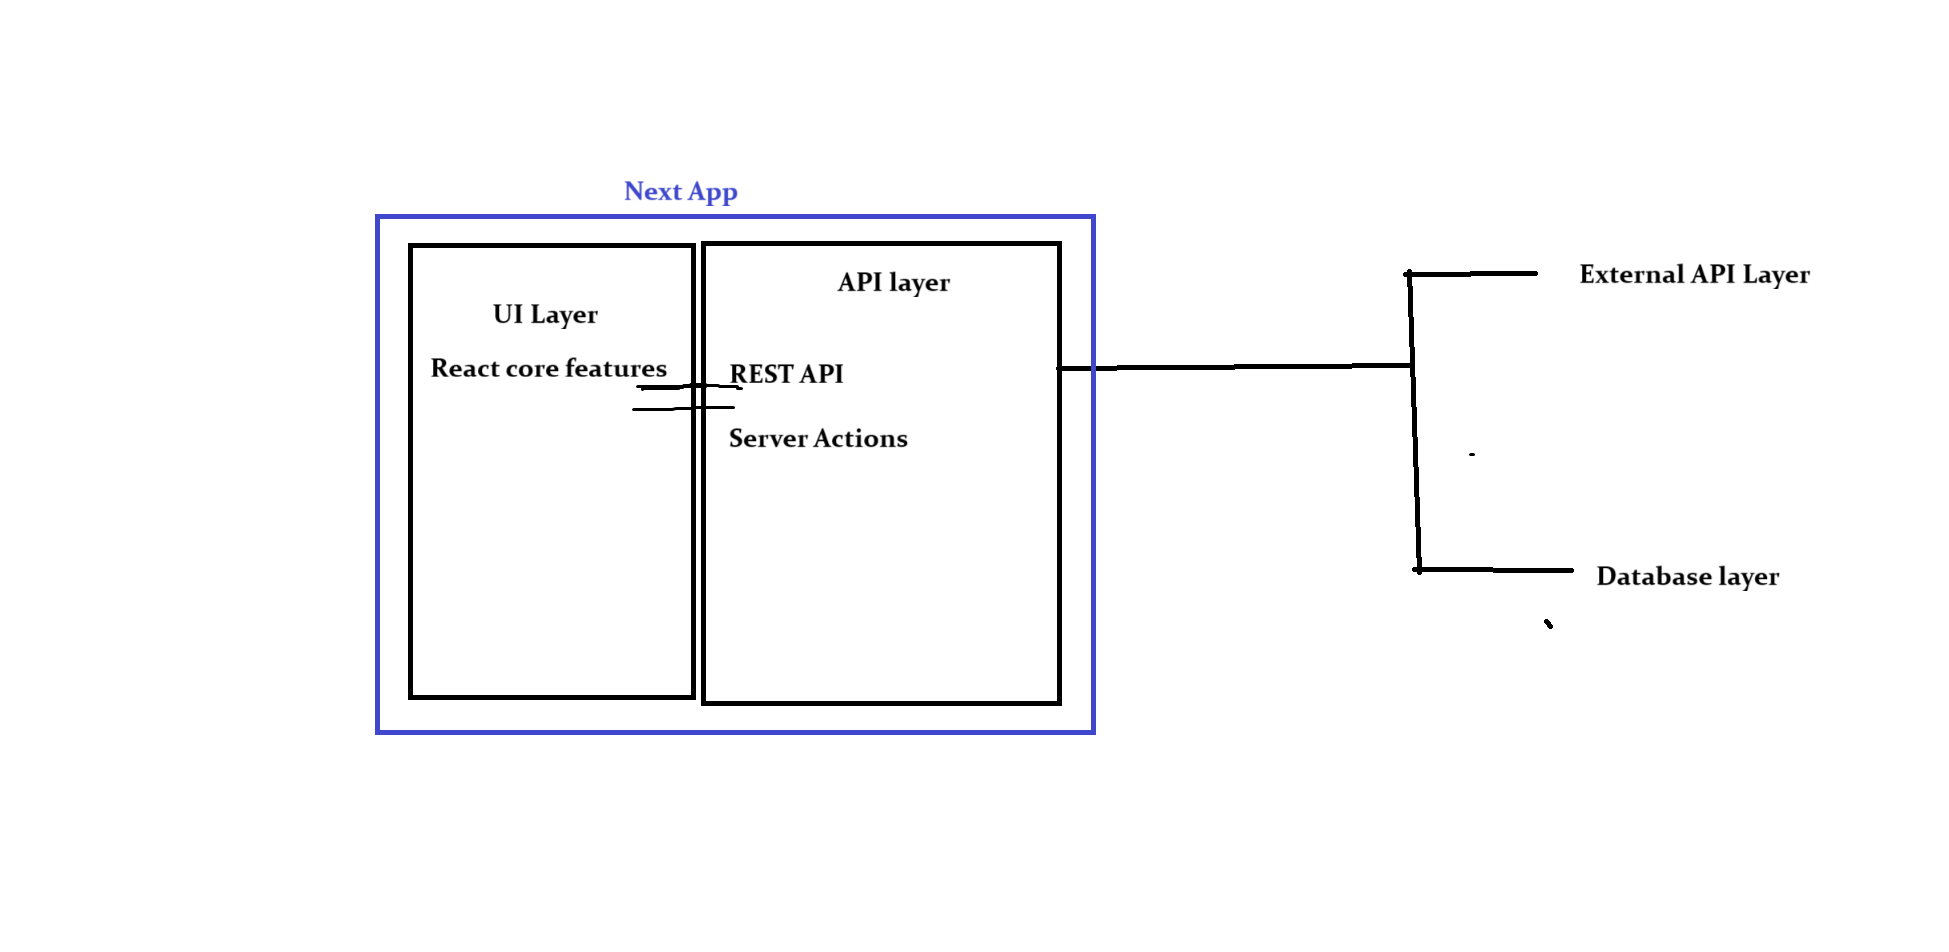 Next App
UI Layer
React core features
API layer
REST API
Server Actions
External API Layer
Database layer